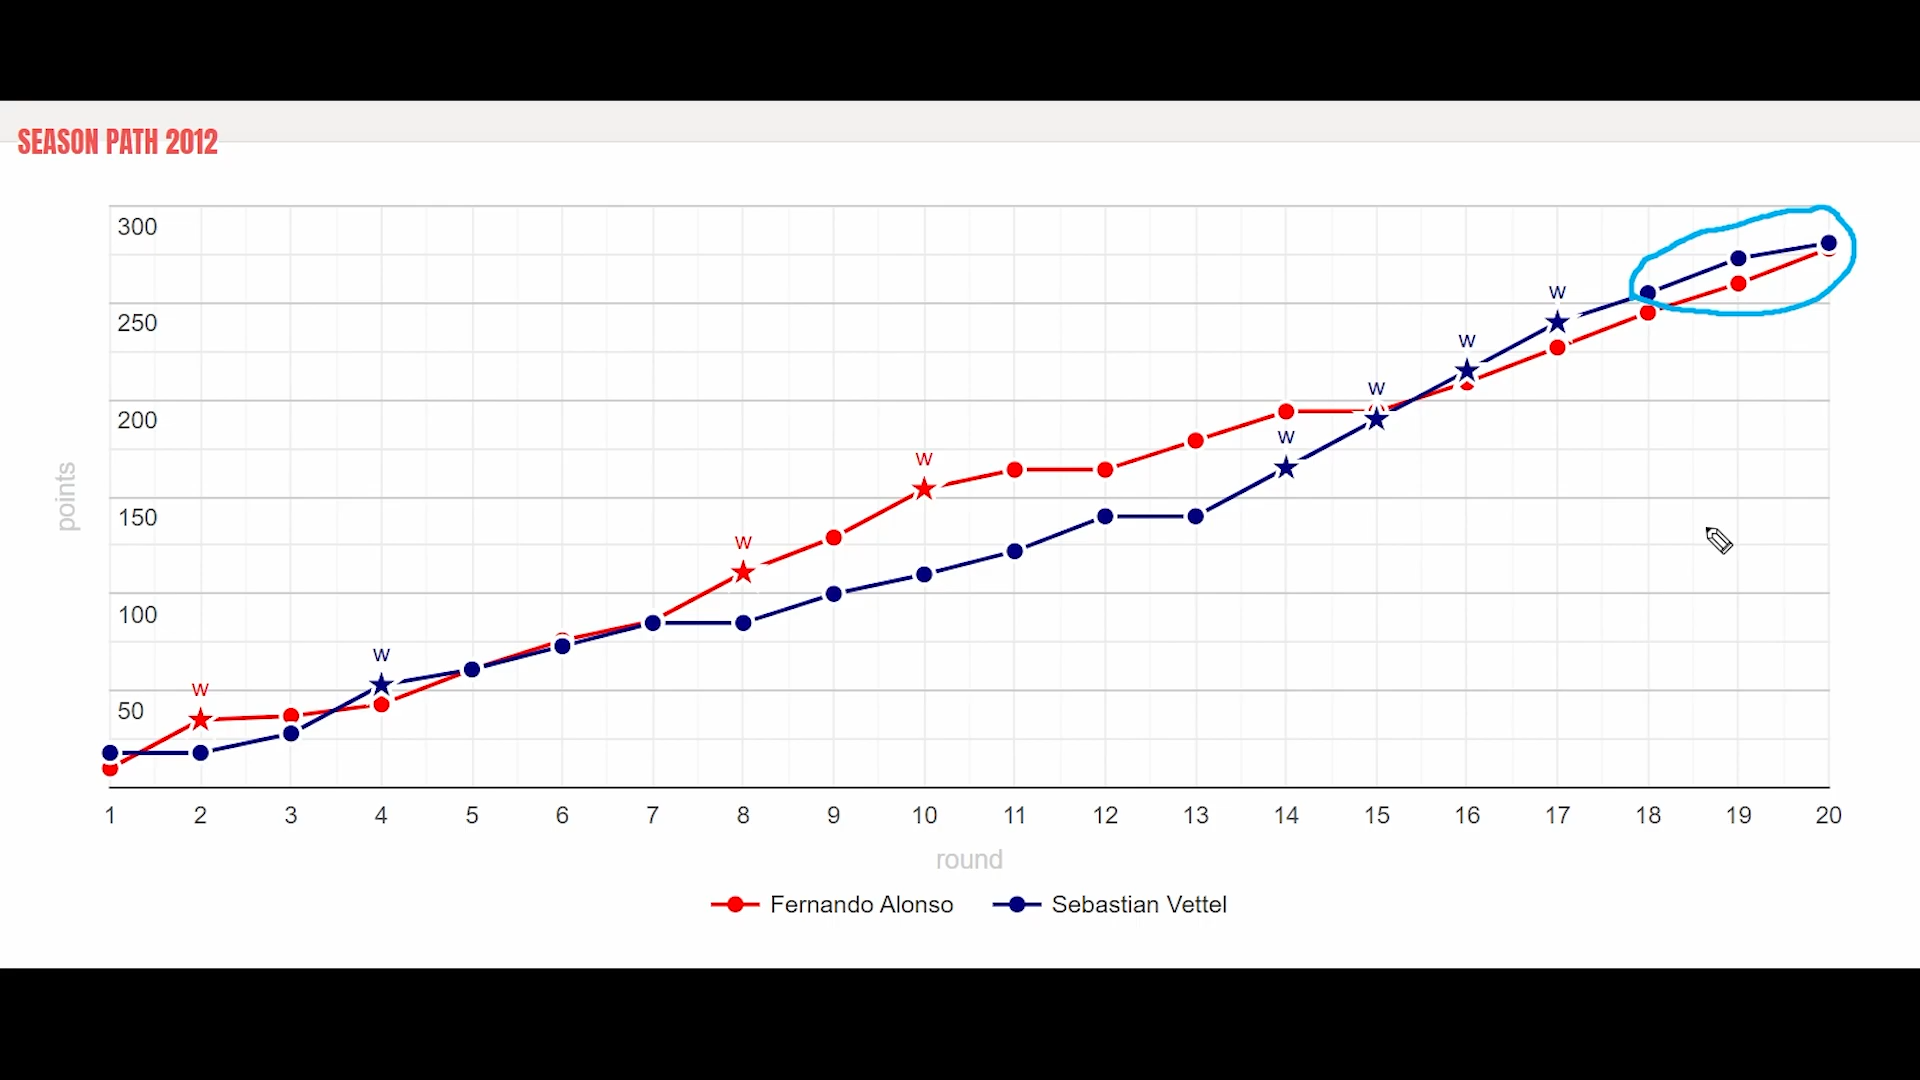 SEASON PATH 2012
300
250
200
150
100
50
points
W
W
W
W
W
W
W
W
1 2 3 4 5 6 7 8 9 10 11 12 13 14 15 16 17 18 19 20
round
Fernando Alonso Sebastian Vettel